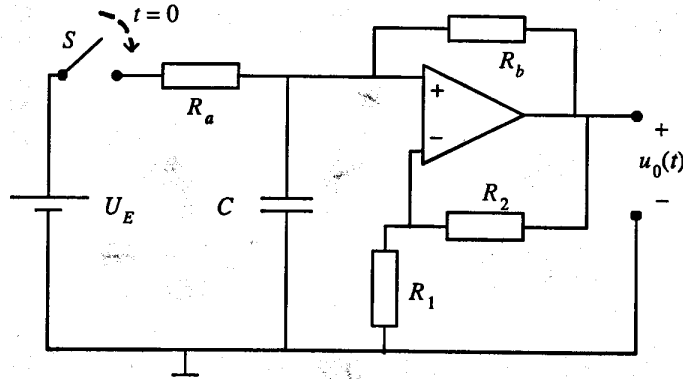 S
t = 0
R_b
R_a
+
−
+
u_0(t)
−
R_2
U_E
C
R_1